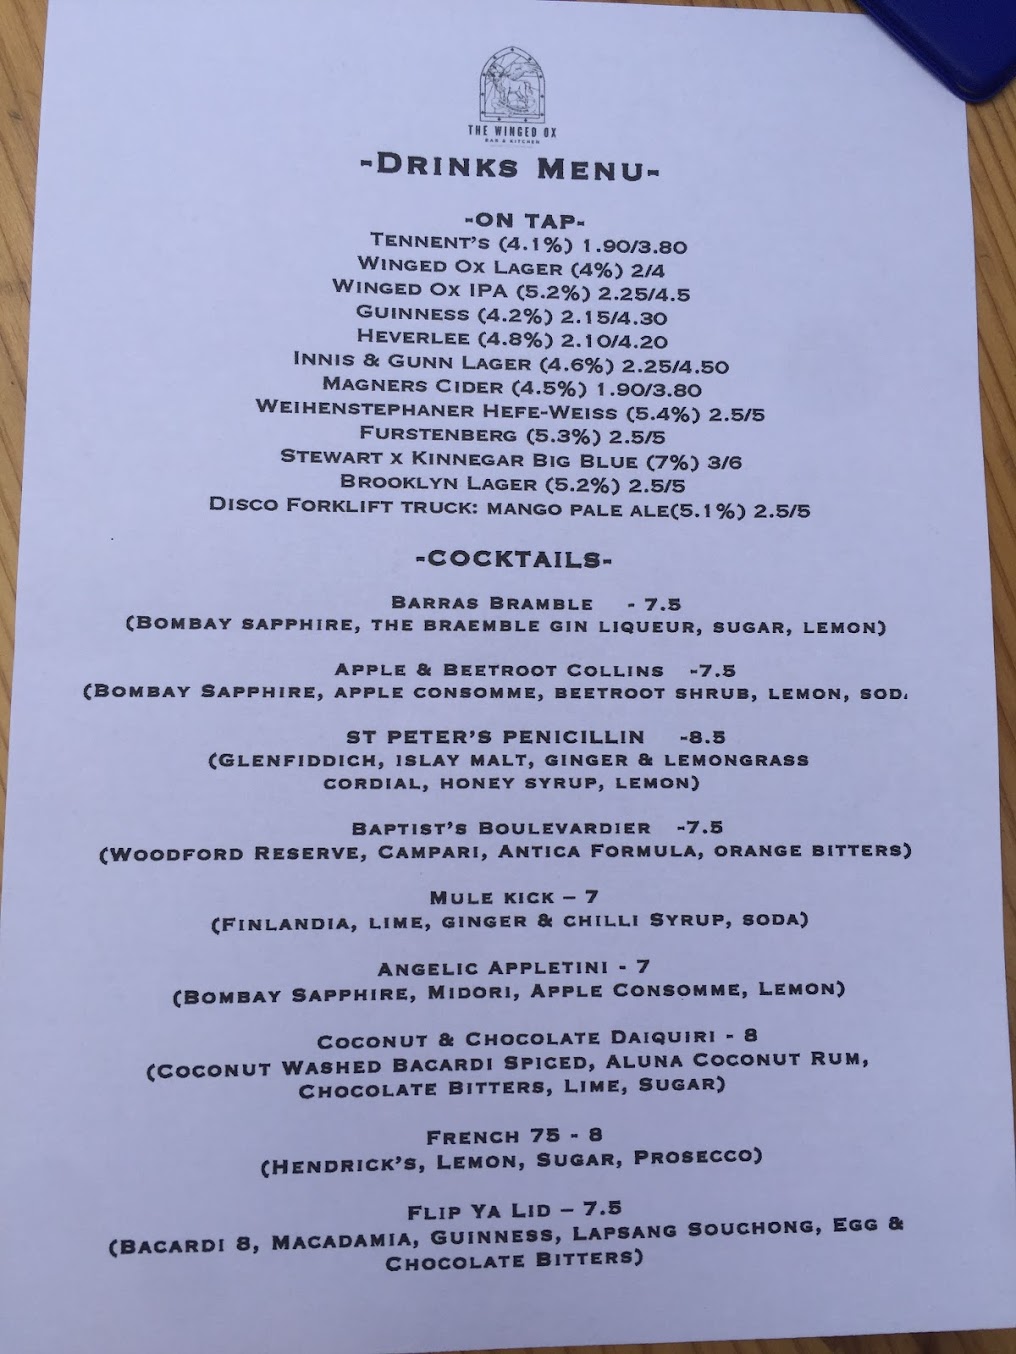 THE WINGED OX
BAR & KITCHEN
-DRINKS MENU-
-ON TAP-
TENNENT'S (4.1%) 1.90/3.80
WINGED OX LAGER (4%) 2/4
WINGED OX IPA (5.2%) 2.25/4.5
GUINNESS (4.2%) 2.15/4.30
HEVERLEE (4.8%) 2.10/4.20
INNIS & GUNN LAGER (4.6%) 2.25/4.50
MAGNERS CIDER (4.5%) 1.90/3.80
WEIHENSTEPHANER HEFE-WEISS (5.4%) 2.5/5
FURSTENBERG (5.3%) 2.5/5
STEWART X KINNEGAR BIG BLUE (7%) 3/6
BROOKLYN LAGER (5.2%) 2.5/5
DISCO FORKLIFT TRUCK: MANGO PALE ALE(5.1%) 2.5/5
-COCKTAILS-
BARRAS BRAMBLE - 7.5
(BOMBAY SAPPHIRE, THE BRAEMBLE GIN LIQUEUR, SUGAR, LEMON)
APPLE & BEETROOT COLLINS -7.5
(BOMBAY SAPPHIRE, APPLE CONSOMME, BEETROOT SHRUB, LEMON, SOD
ST PETER'S PENICILLIN -8.5
(GLENFIDDICH, ISLAY MALT, GINGER & LEMONGRASS
CORDIAL, HONEY SYRUP, LEMON)
BAPTIST'S BOULEVARDIER -7.5
(WOODFORD RESERVE, CAMPARI, ANTICA FORMULA, ORANGE BITTERS)
MULE KICK – 7
(FINLANDIA, LIME, GINGER & CHILLI SYRUP, SODA)
ANGELIC APPLETINI - 7
(BOMBAY SAPPHIRE, MIDORI, APPLE CONSOMME, LEMON)
COCONUT & CHOCOLATE DAIQUIRI - 8
(COCONUT WASHED BACARDI SPICED, ALUNA COCONUT RUM,
CHOCOLATE BITTERS, LIME, SUGAR)
FRENCH 75 - 8
(HENDRICK'S, LEMON, SUGAR, PROSECCO)
FLIP YA LID – 7.5
(BACARDI 8, MACADAMIA, GUINNESS, LAPSANG SOUCHONG, EGG &
CHOCOLATE BITTERS)